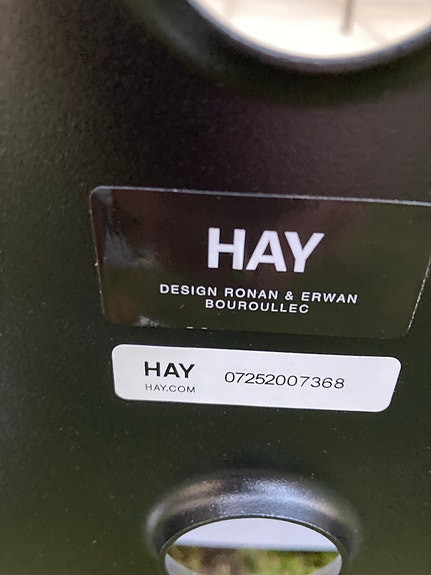 HAY
DESIGN RONAN & ERWAN
BOUROULLEC
HAY 07252007368
HAY.COM